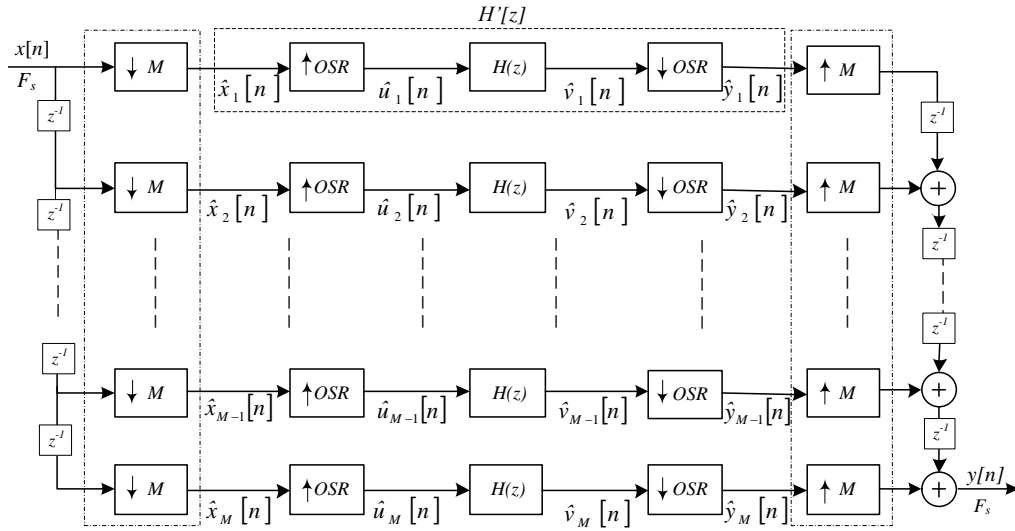 H'[z]
x[n]
F_s
↓ M
x̂_1[n]
↑OSR
û_1[n]
H(z)
v̂_1[n]
↓ OSR
ŷ_1[n]
↑ M
z^-1
z^-1
↓ M
x̂_2[n]
↑OSR
û_2[n]
H(z)
v̂_2[n]
↓ OSR
ŷ_2[n]
↑ M
+
z^-1
z^-1
z^-1
z^-1
↓ M
x̂_{M-1}[n]
↑OSR
û_{M-1}[n]
H(z)
v̂_{M-1}[n]
↓ OSR
ŷ_{M-1}[n]
↑ M
+
z^-1
z^-1
↓ M
x̂_M[n]
↑OSR
û_M[n]
H(z)
v̂_M[n]
↓ OSR
ŷ_M[n]
↑ M
+
y[n]
F_s